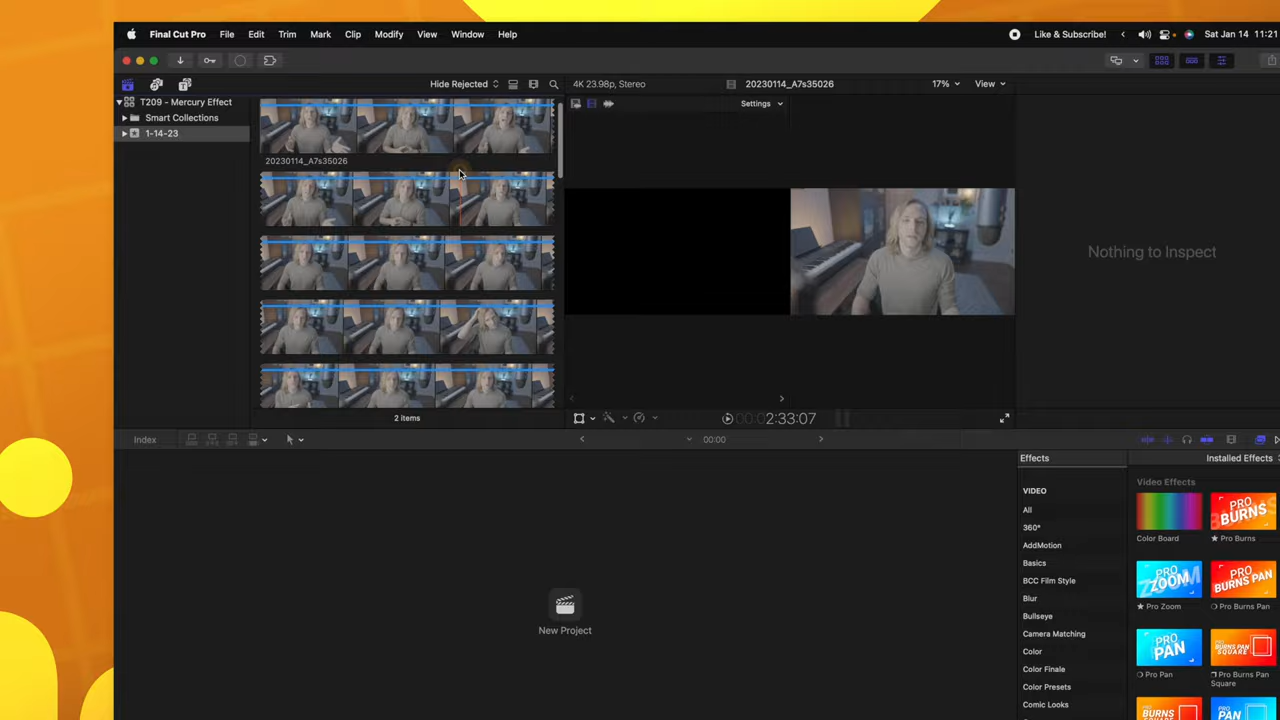 Final Cut Pro File Edit Trim Mark Clip Modify View Window Help Like & Subscribe! Sat Jan 14 11:21
Hide Rejected 4K 23.98p, Stereo 20230114_A7s35026 17% View
T209 - Mercury Effect
Smart Collections
1-14-23
Settings
20230114_A7s35026
Nothing to Inspect
2 items
2:33:07
Index 00:00
Effects Installed Effects
VIDEO
All
360°
AddMotion
Basics
BCC Film Style
Blur
Bullseye
Camera Matching
Color
Color Finale
Color Presets
Comic Looks
Video Effects
PRO
BURNS
Color Board Pro Burns
PRO
ZOOM
PRO
BURNS PAN
Pro Zoom Pro Burns Pan
PRO
PAN
PRO
BURNS PAN
SQUARE
Pro Pan Pro Burns Pan
Square
PRO
BURNS
SQUARE
PRO
PAN
New Project